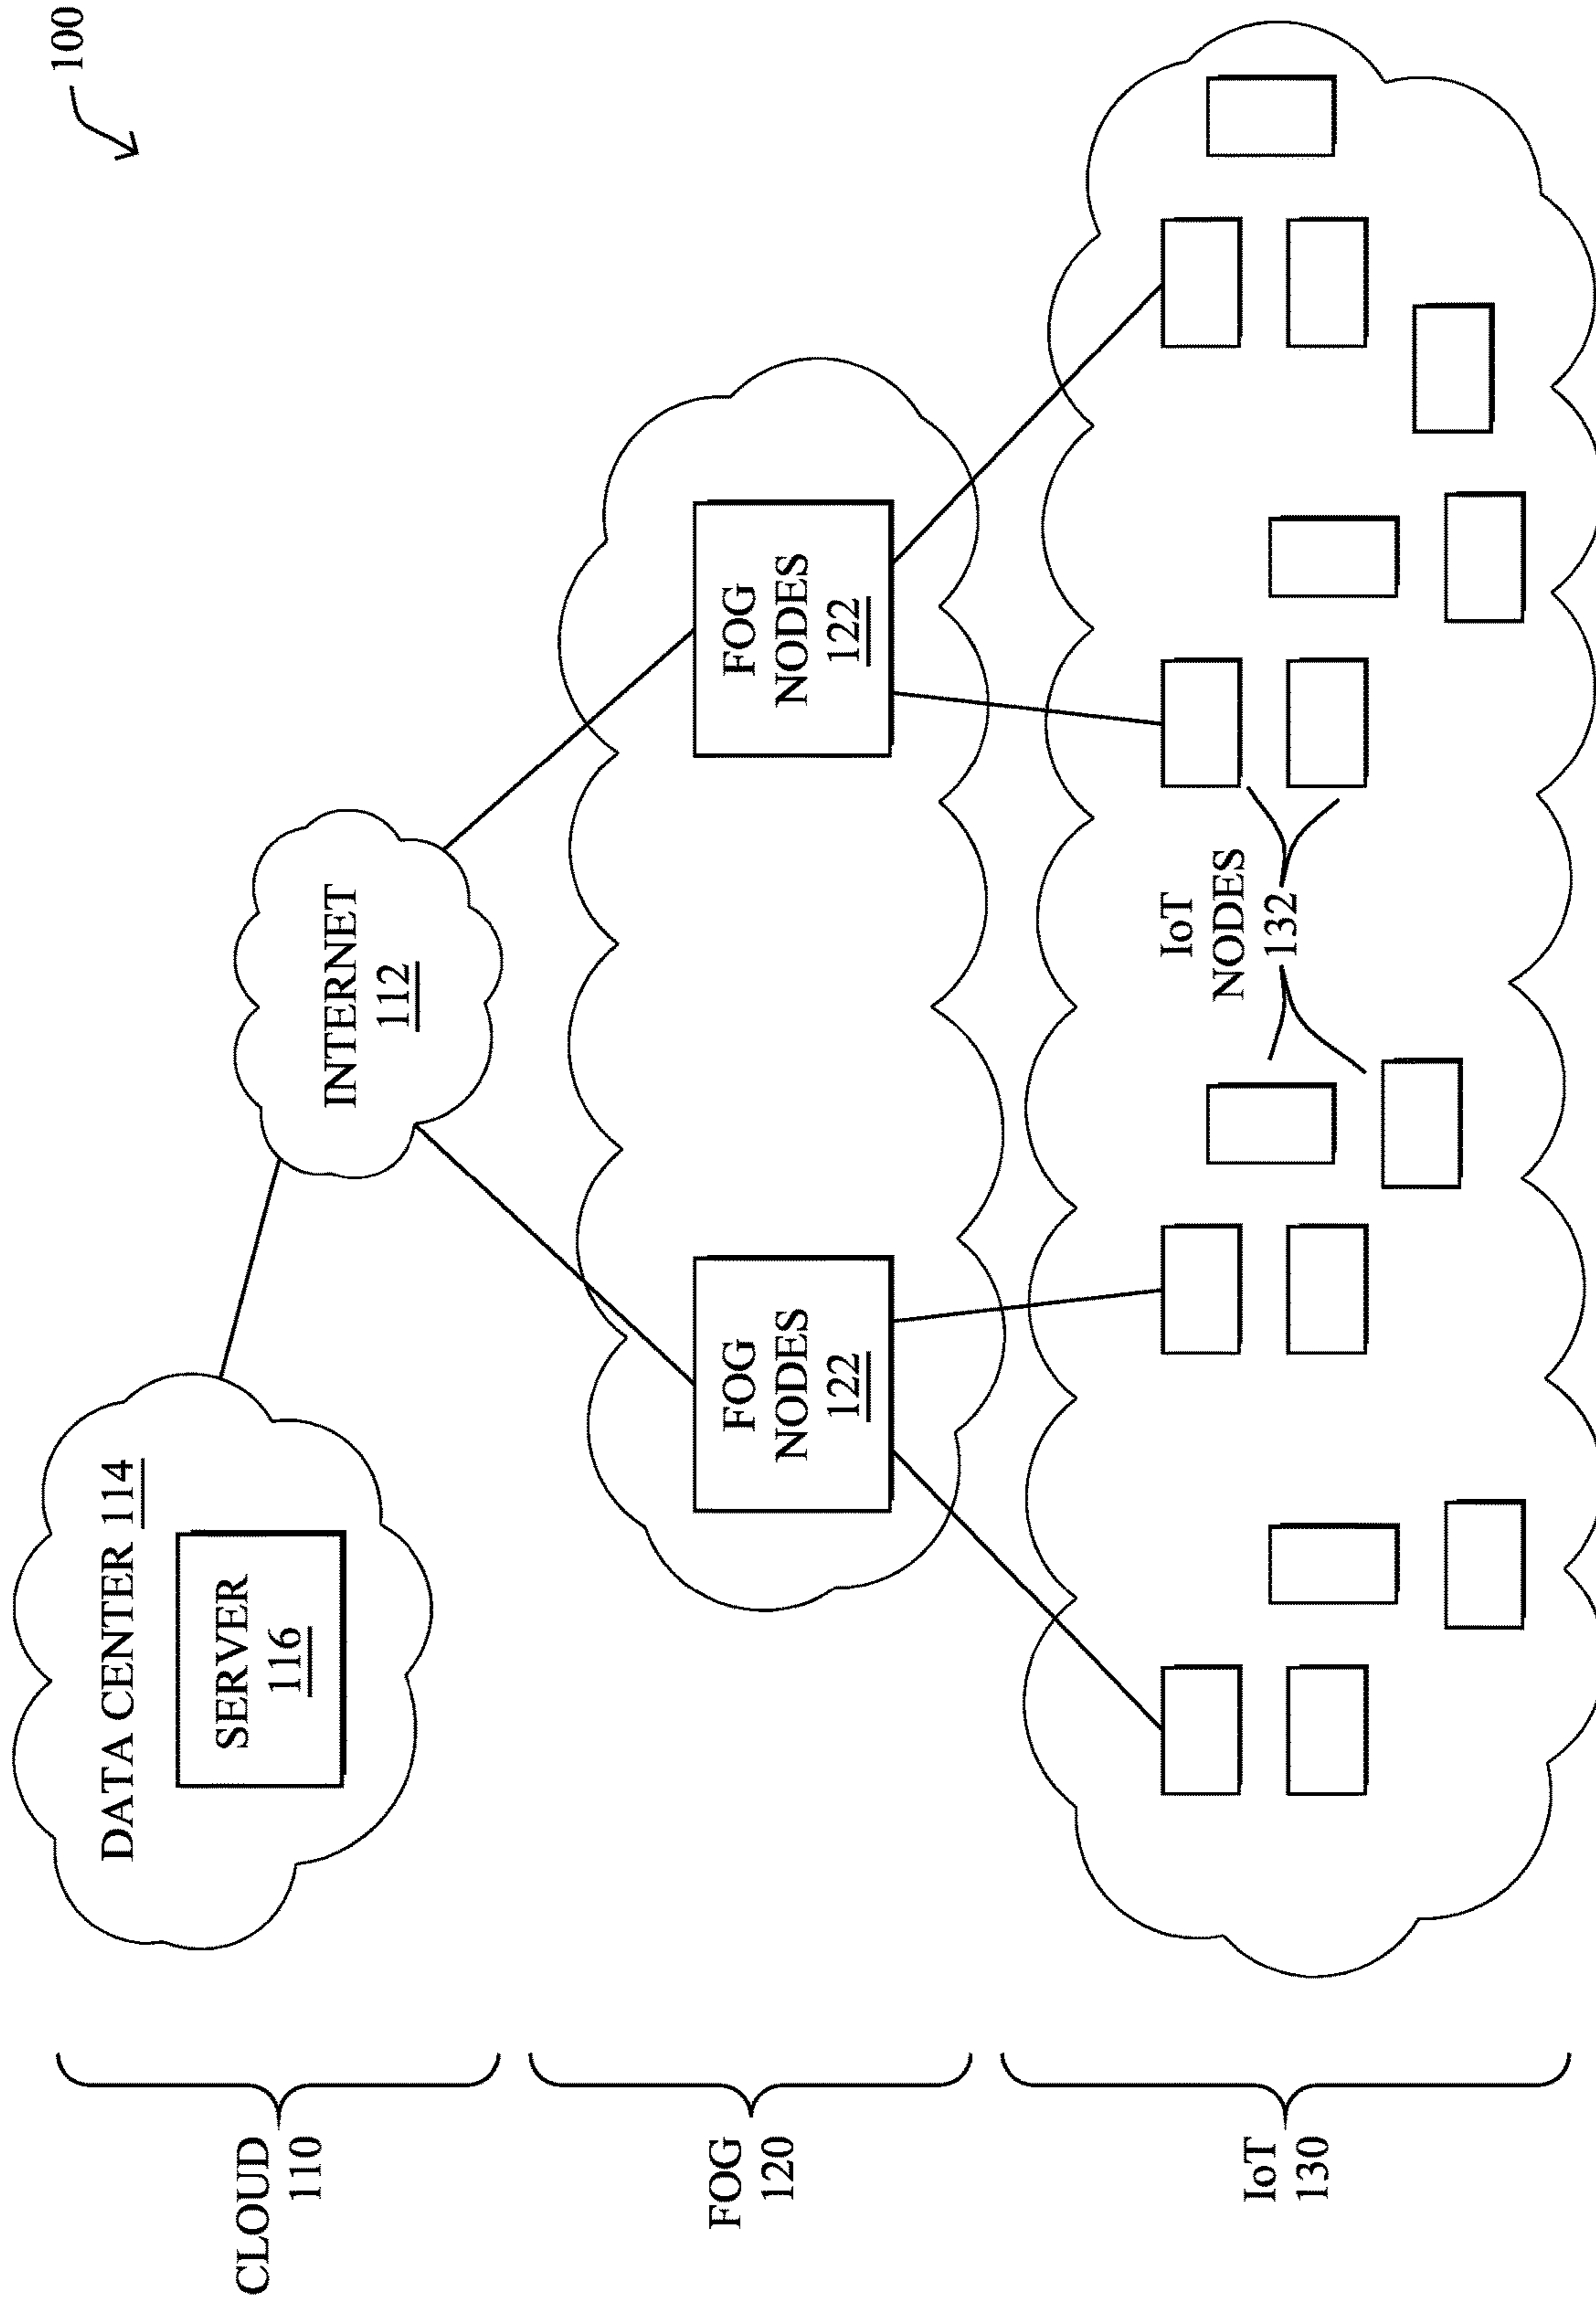 100
CLOUD
110
DATA CENTER 114
SERVER
116
INTERNET
112
FOG
120
FOG
NODES
122
FOG
NODES
122
IoT
130
IoT
NODES
132